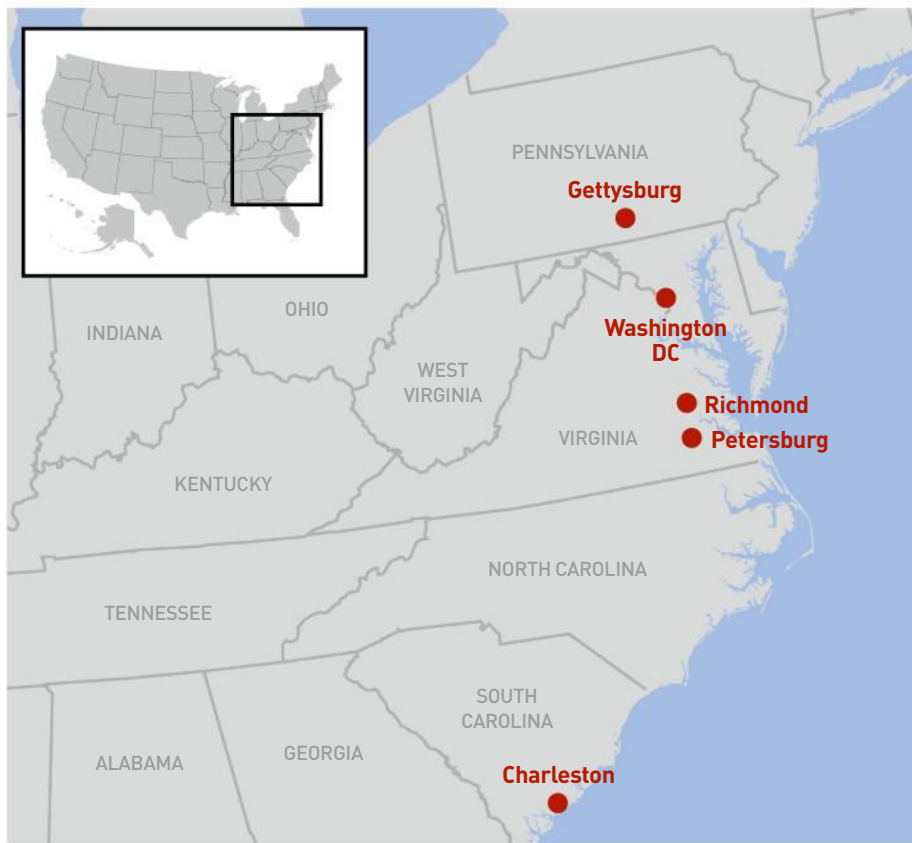 PENNSYLVANIA
Gettysburg
OHIO
INDIANA
Washington
DC
WEST
VIRGINIA
Richmond
VIRGINIA
Petersburg
KENTUCKY
NORTH CAROLINA
TENNESSEE
SOUTH
CAROLINA
GEORGIA
ALABAMA
Charleston